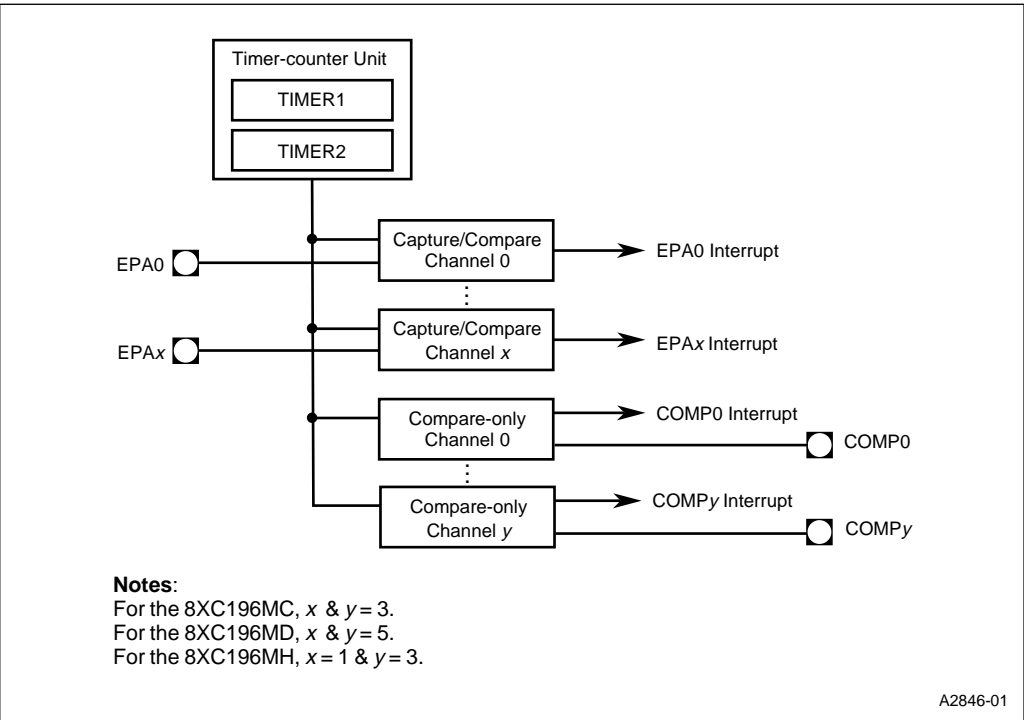 Timer-counter Unit
TIMER1
TIMER2
Capture/Compare
Channel 0
EPA0 Interrupt
EPA0
Capture/Compare
Channel x
EPAx Interrupt
EPAx
Compare-only
Channel 0
COMP0 Interrupt
COMP0
Compare-only
Channel y
COMPy Interrupt
COMPy
Notes:
For the 8XC196MC, x & y = 3.
For the 8XC196MD, x & y = 5.
For the 8XC196MH, x = 1 & y = 3.
A2846-01